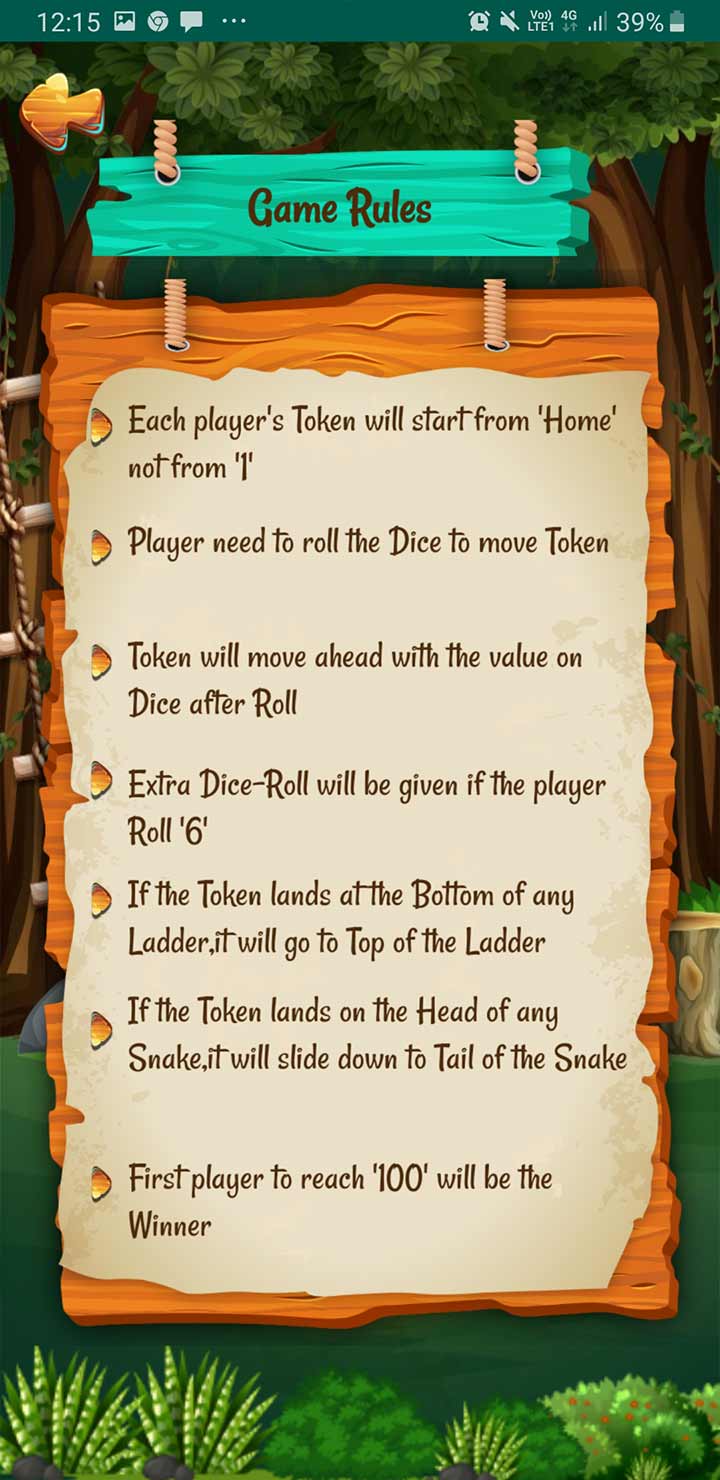 12:15
Vo)) LTE1 4G 39%
Game Rules
Each player's Token will start from 'Home'
not from '1'
Player need to roll the Dice to move Token
Token will move ahead with the value on
Dice after Roll
Extra Dice-Roll will be given if the player
Roll '6'
If the Token lands at the Bottom of any
Ladder,it will go to Top of the Ladder
If the Token lands on the Head of any
Snake,it will slide down to Tail of the Snake
First player to reach '100' will be the
Winner